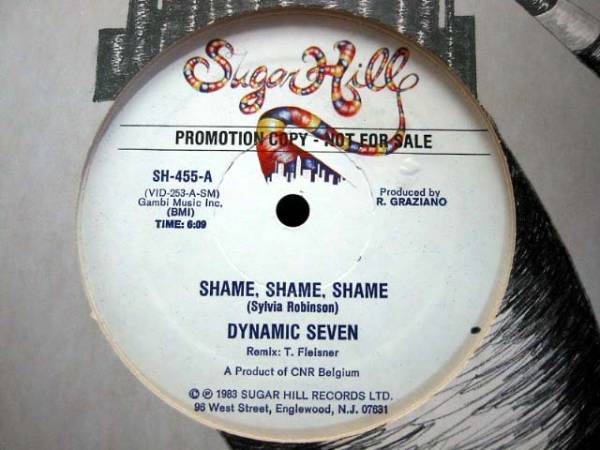 Sugar Hill
PROMOTION COPY - NOT FOR SALE
SH-455-A
(VID-253-A-SM)
Gambi Music Inc.
(BMI)
TIME: 6:09
Produced by
R. GRAZIANO
SHAME, SHAME, SHAME
(Sylvia Robinson)
DYNAMIC SEVEN
Remix: T. Fleisner
A Product of CNR Belgium
© ℗ 1983 SUGAR HILL RECORDS LTD.
96 West Street, Englewood, N.J. 07631